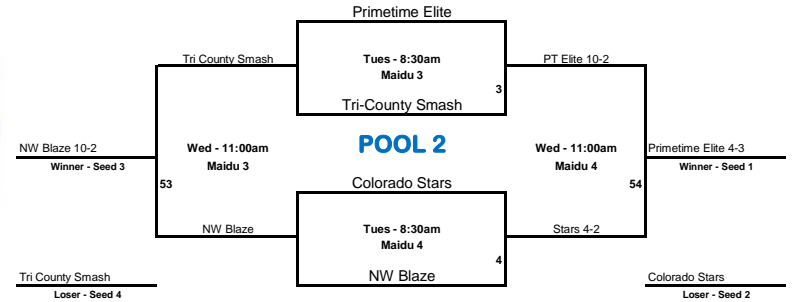 Primetime Elite
Tri County Smash
Tues - 8:30am
PT Elite 10-2
Maidu 3
3
Tri-County Smash
NW Blaze 10-2
Wed - 11:00am
POOL 2
Wed - 11:00am
Primetime Elite 4-3
Winner - Seed 3
Maidu 3
Maidu 4
Winner - Seed 1
53
Colorado Stars
54
NW Blaze
Tues - 8:30am
Stars 4-2
Maidu 4
4
NW Blaze
Tri County Smash
Colorado Stars
Loser - Seed 4
Loser - Seed 2